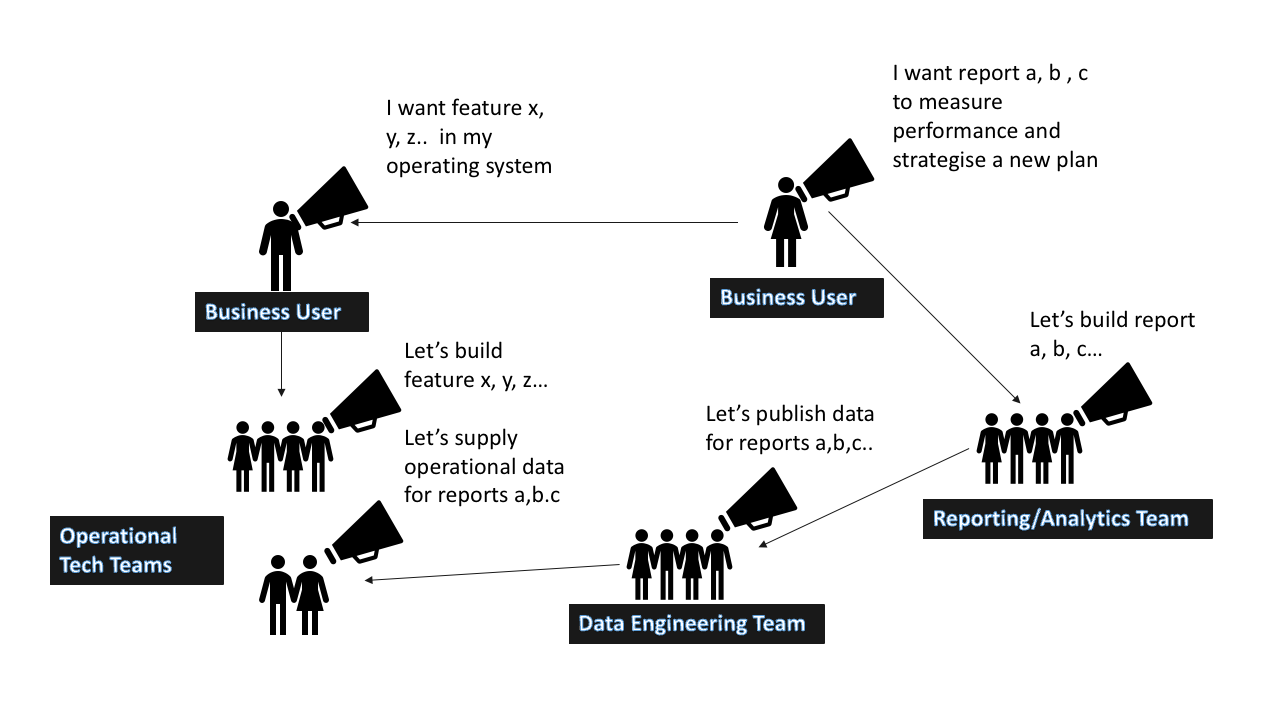 I want feature x,
y, z..  in my
operating system
I want report a, b , c
to measure
performance and
strategise a new plan
Business User
Business User
Let’s build
feature x, y, z…
Let’s build report
a, b, c…
Let’s supply
operational data
for reports a,b.c
Let’s publish data
for reports a,b,c..
Operational
Tech Teams
Data Engineering Team
Reporting/Analytics Team